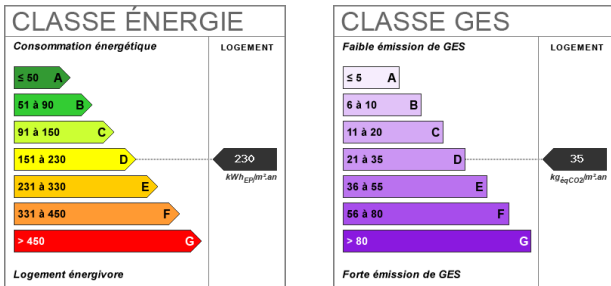 CLASSE ÉNERGIE
Consommation énergétique
LOGEMENT
≤ 50 A
51 à 90 B
91 à 150 C
151 à 230 D
230
kWhEP/m².an
231 à 330 E
331 à 450 F
> 450 G
Logement énergivore
CLASSE GES
Faible émission de GES
LOGEMENT
≤ 5 A
6 à 10 B
11 à 20 C
21 à 35 D
35
kgéqCO2/m².an
36 à 55 E
56 à 80 F
> 80 G
Forte émission de GES